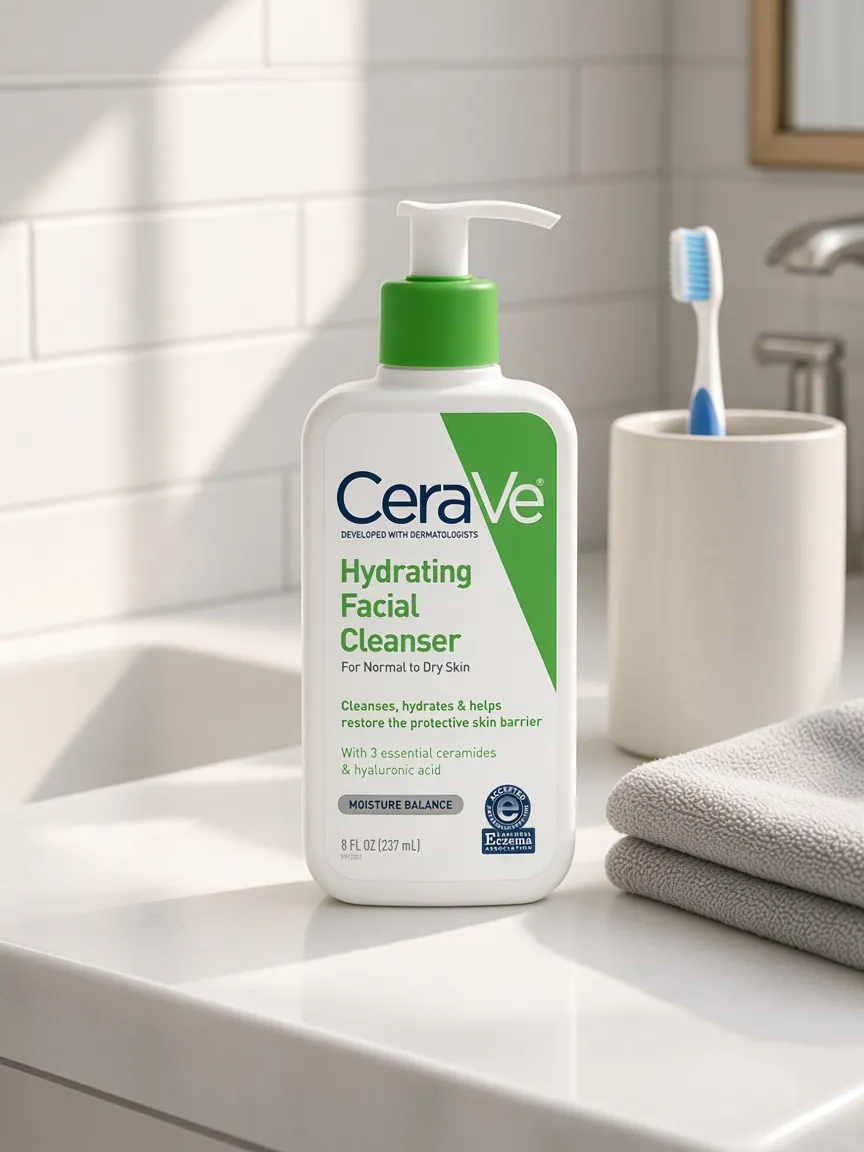 CeraVe®
DEVELOPED WITH DERMATOLOGISTS
Hydrating
Facial
Cleanser
For Normal to Dry Skin
Cleanses, hydrates & helps
restore the protective skin barrier
With 3 essential ceramides
& hyaluronic acid
MOISTURE BALANCE
ACCEPTED
e
Eczema
ASSOCIATION
8 FL OZ (237 mL)